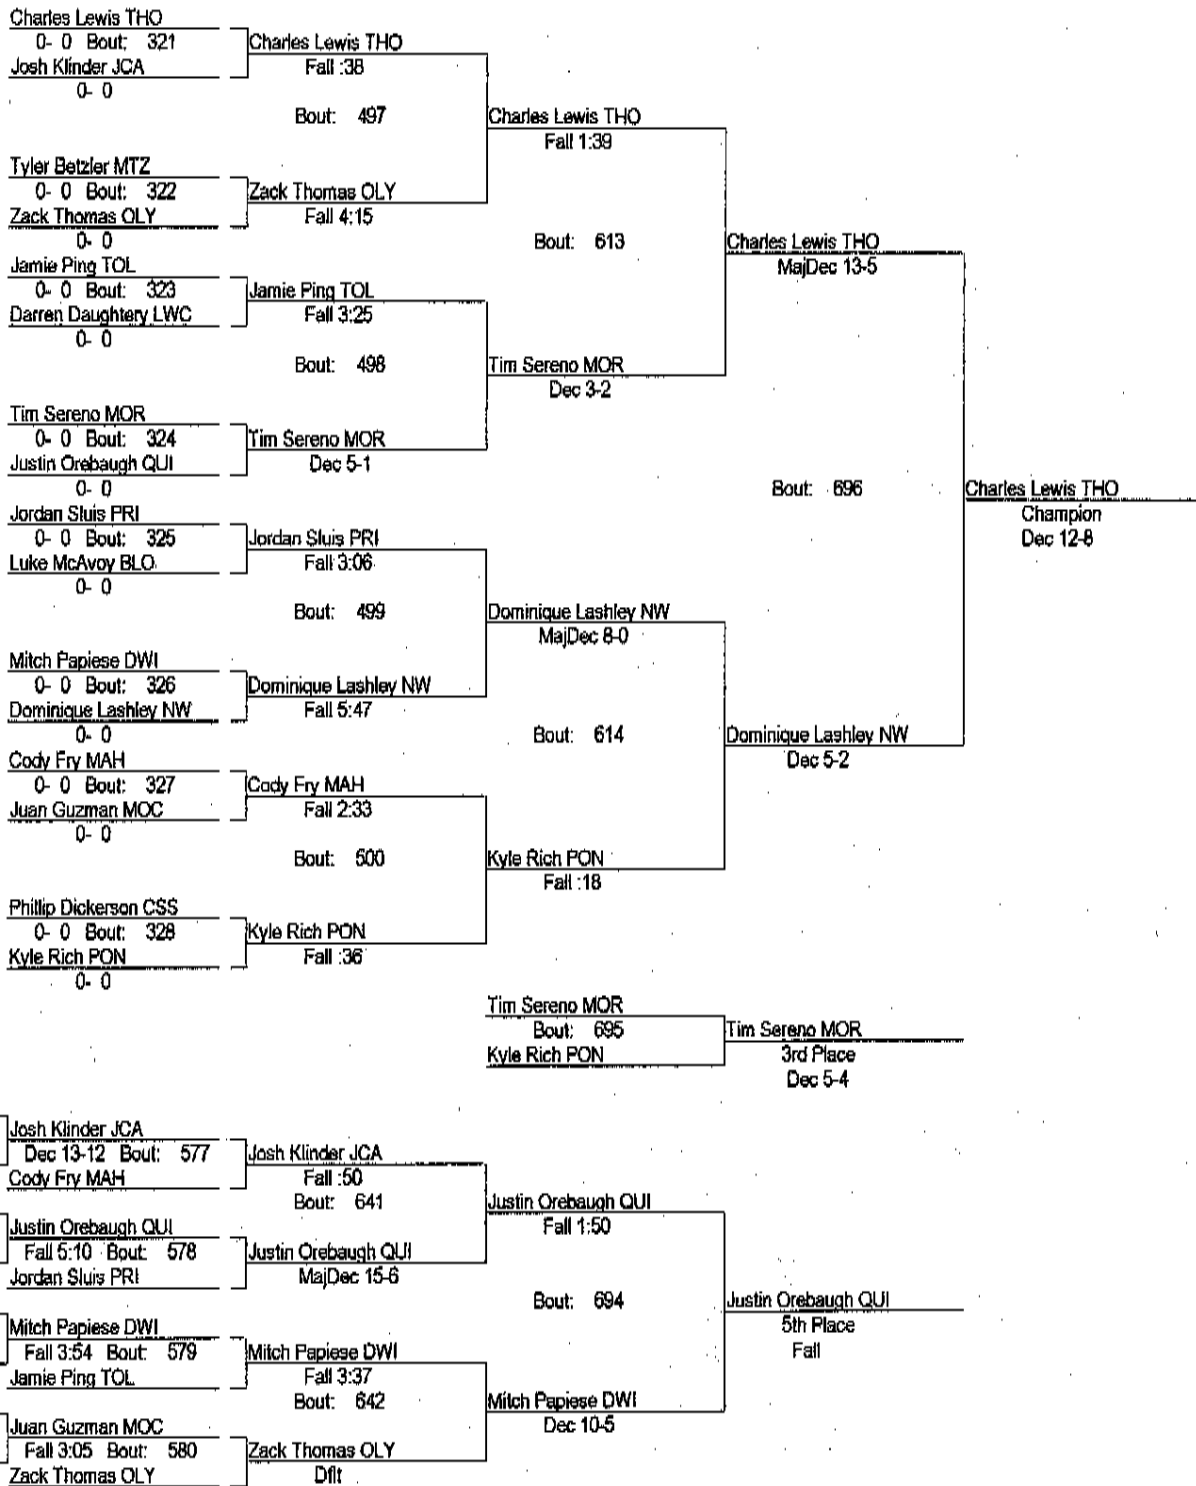 Charles Lewis THO
0- 0 Bout: 321
Josh Klinder JCA
0- 0
Charles Lewis THO
Fall :38
Bout: 497
Tyler Betzler MTZ
0- 0 Bout: 322
Zack Thomas OLY
0- 0
Zack Thomas OLY
Fall 4:15
Charles Lewis THO
Fall 1:39
Bout: 613
Jamie Ping TOL
0- 0 Bout: 323
Darren Daughtery LWC
0- 0
Jamie Ping TOL
Fall 3:25
Bout: 498
Tim Sereno MOR
0- 0 Bout: 324
Justin Orebaugh QUI
0- 0
Tim Sereno MOR
Dec 5-1
Tim Sereno MOR
Dec 3-2
Charles Lewis THO
MajDec 13-5
Bout: 696
Charles Lewis THO
Champion
Dec 12-8
Jordan Sluis PRI
0- 0 Bout: 325
Luke McAvoy BLO
0- 0
Jordan Sluis PRI
Fall 3:06
Bout: 499
Mitch Papiese DWI
0- 0 Bout: 326
Dominique Lashley NW
0- 0
Dominique Lashley NW
Fall 5:47
Dominique Lashley NW
MajDec 8-0
Bout: 614
Dominique Lashley NW
Dec 5-2
Cody Fry MAH
0- 0 Bout: 327
Juan Guzman MOC
0- 0
Cody Fry MAH
Fall 2:33
Bout: 500
Phillip Dickerson CSS
0- 0 Bout: 328
Kyle Rich PON
0- 0
Kyle Rich PON
Fall :36
Kyle Rich PON
Fall :18
Tim Sereno MOR
Bout: 695
Kyle Rich PON
Tim Sereno MOR
3rd Place
Dec 5-4
Josh Klinder JCA
Dec 13-12 Bout: 577
Cody Fry MAH
Josh Klinder JCA
Fall :50
Bout: 641
Justin Orebaugh QUI
Fall 5:10 Bout: 578
Jordan Sluis PRI
Justin Orebaugh QUI
MajDec 15-6
Justin Orebaugh QUI
Fall 1:50
Bout: 694
Justin Orebaugh QUI
5th Place
Fall
Mitch Papiese DWI
Fall 3:54 Bout: 579
Jamie Ping TOL
Mitch Papiese DWI
Fall 3:37
Bout: 642
Mitch Papiese DWI
Dec 10-5
Juan Guzman MOC
Fall 3:05 Bout: 580
Zack Thomas OLY
Zack Thomas OLY
Dflt